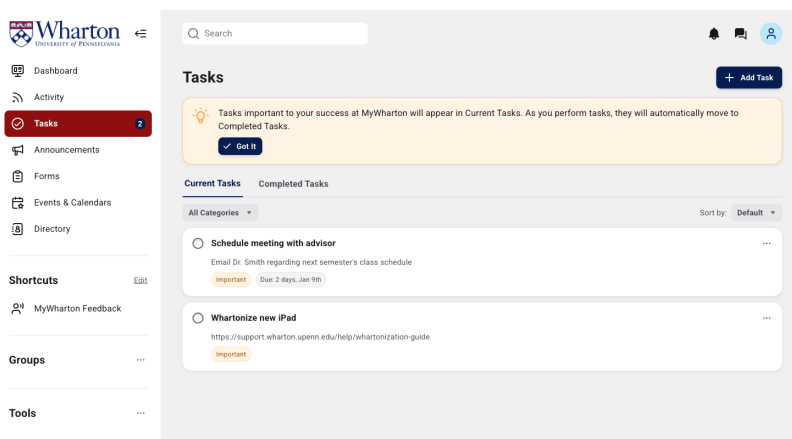 Wharton
UNIVERSITY of PENNSYLVANIA
Dashboard
Activity
Tasks
2
Announcements
Forms
Events & Calendars
Directory
Shortcuts
Edit
MyWharton Feedback
Groups
Tools
Search
Tasks
Add Task
Tasks important to your success at MyWharton will appear in Current Tasks. As you perform tasks, they will automatically move to
Completed Tasks.
Got It
Current Tasks
Completed Tasks
All Categories
Sort by: Default
Schedule meeting with advisor
Email Dr. Smith regarding next semester's class schedule
Important
Due: 2 days, Jan 9th
Whartonize new iPad
https://support.wharton.upenn.edu/help/whartonization-guide
Important